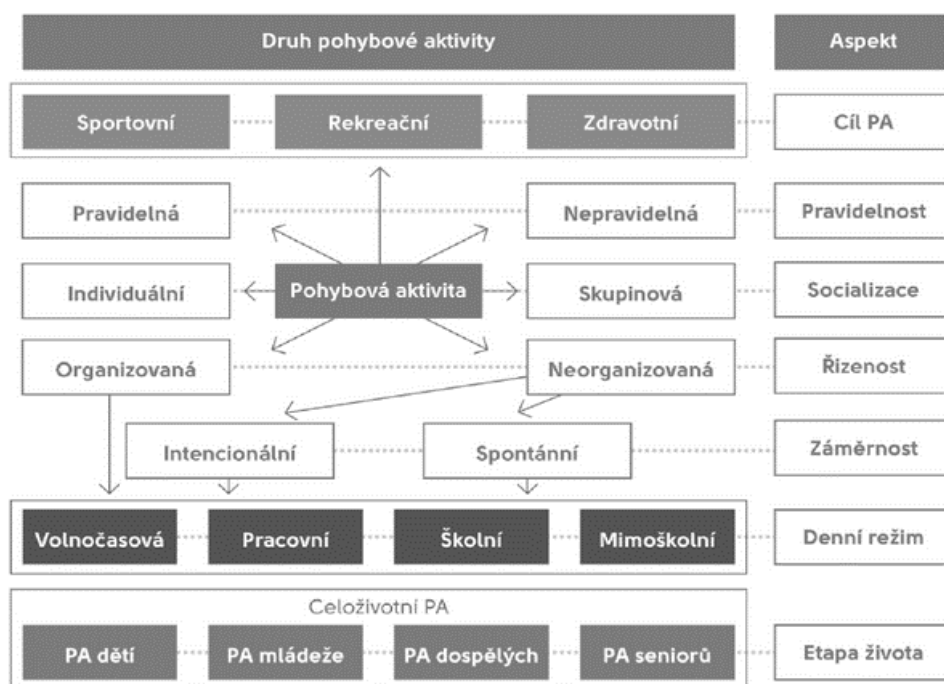 Druh pohybové aktivity Aspekt
Sportovní Rekreační Zdravotní Cíl PA
Pravidelná Nepravidelná Pravidelnost
Individuální Pohybová aktivita Skupinová Socializace
Organizovaná Neorganizovaná Řizenost
Intencionální Spontánní Záměrnost
Volnočasová Pracovní Školní Mimoškolní Denní režim
Celoživotní PA
PA dětí PA mládeže PA dospělých PA seniorů Etapa života